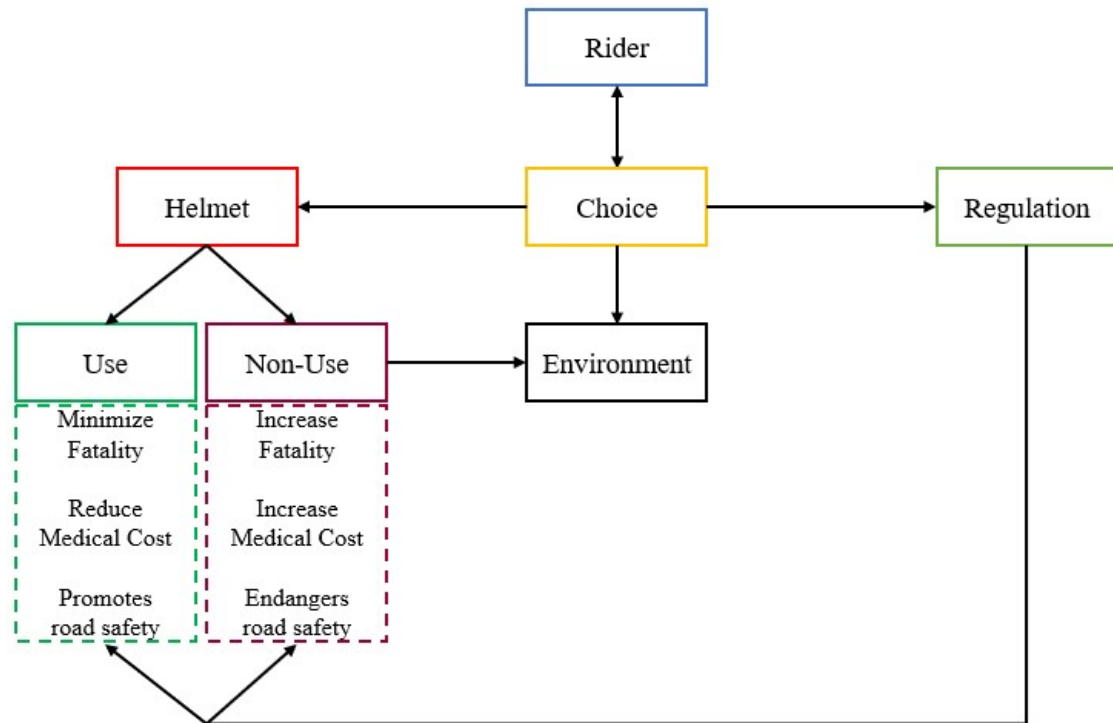 Rider
Helmet
Choice
Regulation
Use
Non-Use
Environment
Minimize
Fatality
Reduce
Medical Cost
Promotes
road safety
Increase
Fatality
Increase
Medical Cost
Endangers
road safety